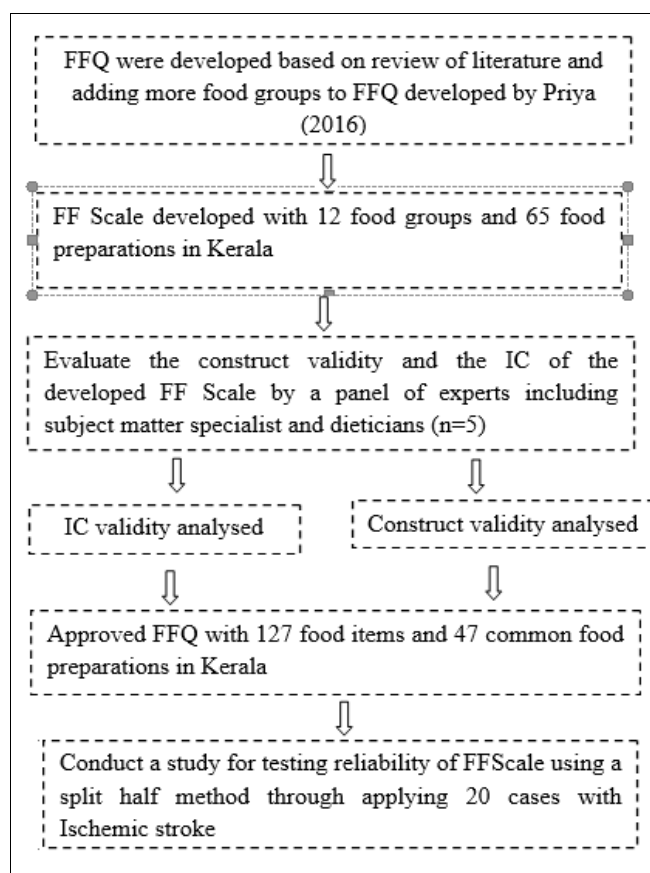 FFQ were developed based on review of literature and
adding more food groups to FFQ developed by Priya
(2016)
FF Scale developed with 12 food groups and 65 food
preparations in Kerala
Evaluate the construct validity and the IC of the
developed FF Scale by a panel of experts including
subject matter specialist and dieticians (n=5)
IC validity analysed
Construct validity analysed
Approved FFQ with 127 food items and 47 common food
preparations in Kerala
Conduct a study for testing reliability of FFScale using a
split half method through applying 20 cases with
Ischemic stroke